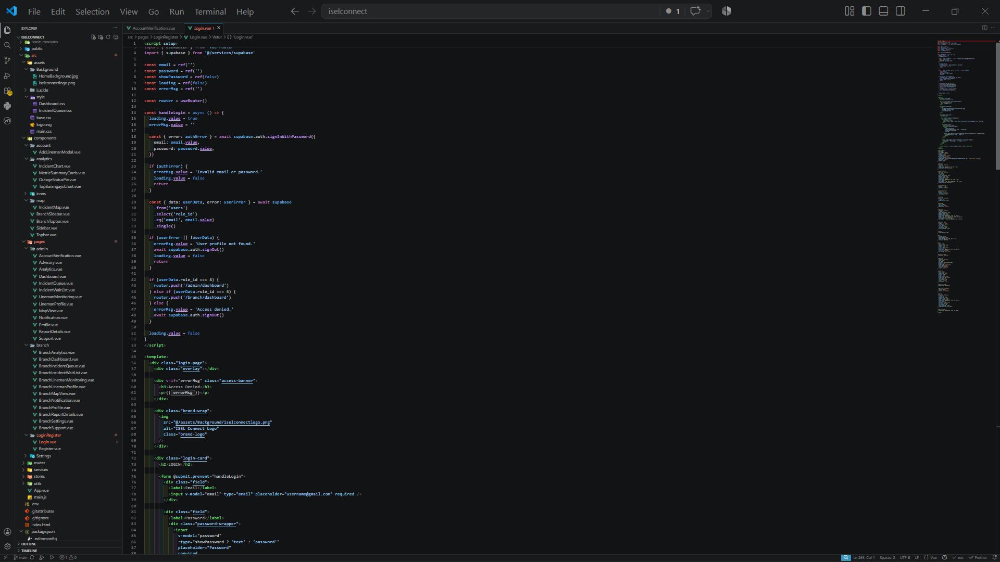 File Edit Selection View Go Run Terminal Help
iselconnect
1
EXPLORER
ISELCONNECT
node_modules
public
src
assets
Background
HomeBackground.jpg
iselconnectlogo.png
Lucide
style
Dashboard.css
IncidentQueue.css
base.css
logo.svg
main.css
components
account
AddLinemanModal.vue
analytics
IncidentChart.vue
MetricSummaryCards.vue
OutageStatusPie.vue
TopBarangaysChart.vue
icons
map
IncidentMap.vue
BranchSidebar.vue
BranchTopbar.vue
Sidebar.vue
Topbar.vue
pages
admin
AccountVerification.vue
Advisory.vue
Analytics.vue
Dashboard.vue
IncidentQueue.vue
IncidentWaitList.vue
LinemanMonitoring.vue
LinemanProfile.vue
MapView.vue
Notification.vue
Profile.vue
ReportDetails.vue
Support.vue
branch
BranchAnalytics.vue
BranchDashboard.vue
BranchIncidentQueue.vue
BranchIncidentWaitList.vue
BranchLinemanMonitoring.vue
BranchLinemanProfile.vue
BranchMapView.vue
BranchNotification.vue
BranchProfile.vue
BranchReportDetails.vue
BranchSettings.vue
BranchSupport.vue
LoginRegister
Login.vue 1
Register.vue
Settings
router
services
stores
utils
App.vue
main.js
.env
.gitattributes
.gitignore
index.html
package.json
.editorconfig
OUTLINE
TIMELINE
AccountVerification.vue
Login.vue 1
src > pages > LoginRegister > Login.vue > Vetur > {} "Login.vue"
1 <script setup>
3 import { useRouter } from 'vue-router'
4 import { supabase } from '@/services/supabase'
5
6 const email = ref('')
7 const password = ref('')
8 const showPassword = ref(false)
9 const loading = ref(false)
10 const errorMsg = ref('')
11
12 const router = useRouter()
13
14 const handleLogin = async () => {
15 loading.value = true
16 errorMsg.value = ''
17
18 const { error: authError } = await supabase.auth.signInWithPassword({
19 email: email.value,
20 password: password.value,
21 })
22
23 if (authError) {
24 errorMsg.value = 'Invalid email or password.'
25 loading.value = false
26 return
27 }
28
29 const { data: userData, error: userError } = await supabase
30 .from('users')
31 .select('role_id')
32 .eq('email', email.value)
33 .single()
34
35 if (userError || !userData) {
36 errorMsg.value = 'User profile not found.'
37 await supabase.auth.signOut()
38 loading.value = false
39 return
40 }
41
42 if (userData.role_id === 8) {
43 router.push('/admin/dashboard')
44 } else if (userData.role_id === 6) {
45 router.push('/branch/dashboard')
46 } else {
47 errorMsg.value = 'Access denied.'
48 await supabase.auth.signOut()
49 }
50
51 loading.value = false
52 }
53 </script>
54
55 <template>
56 <div class="login-page">
57 <div class="overlay"></div>
58
59 <div v-if="errorMsg" class="access-banner">
60 <h3>Access Denied</h3>
61 <p>{{ errorMsg }}</p>
62 </div>
63
64 <div class="brand-wrap">
65 <img
66 src="@/assets/Background/iselconnectlogo.png"
67 alt="ISEL Connect Logo"
68 class="brand-logo"
69 />
70 </div>
71
72 <div class="login-card">
73 <h2>LOGIN</h2>
74
75 <form @submit.prevent="handleLogin">
76 <div class="field">
77 <label>Email</label>
78 <input v-model="email" type="email" placeholder="username@gmail.com" required />
79 </div>
80
81 <div class="field">
82 <label>Password</label>
83 <div class="password-wrapper">
84 <input
85 v-model="password"
86 :type="showPassword ? 'text' : 'password'"
87 placeholder="Password"
88 required
main 1 0
Ln 263, Col 1 Spaces: 2 UTF-8 LF {} Vue oxc Prettier